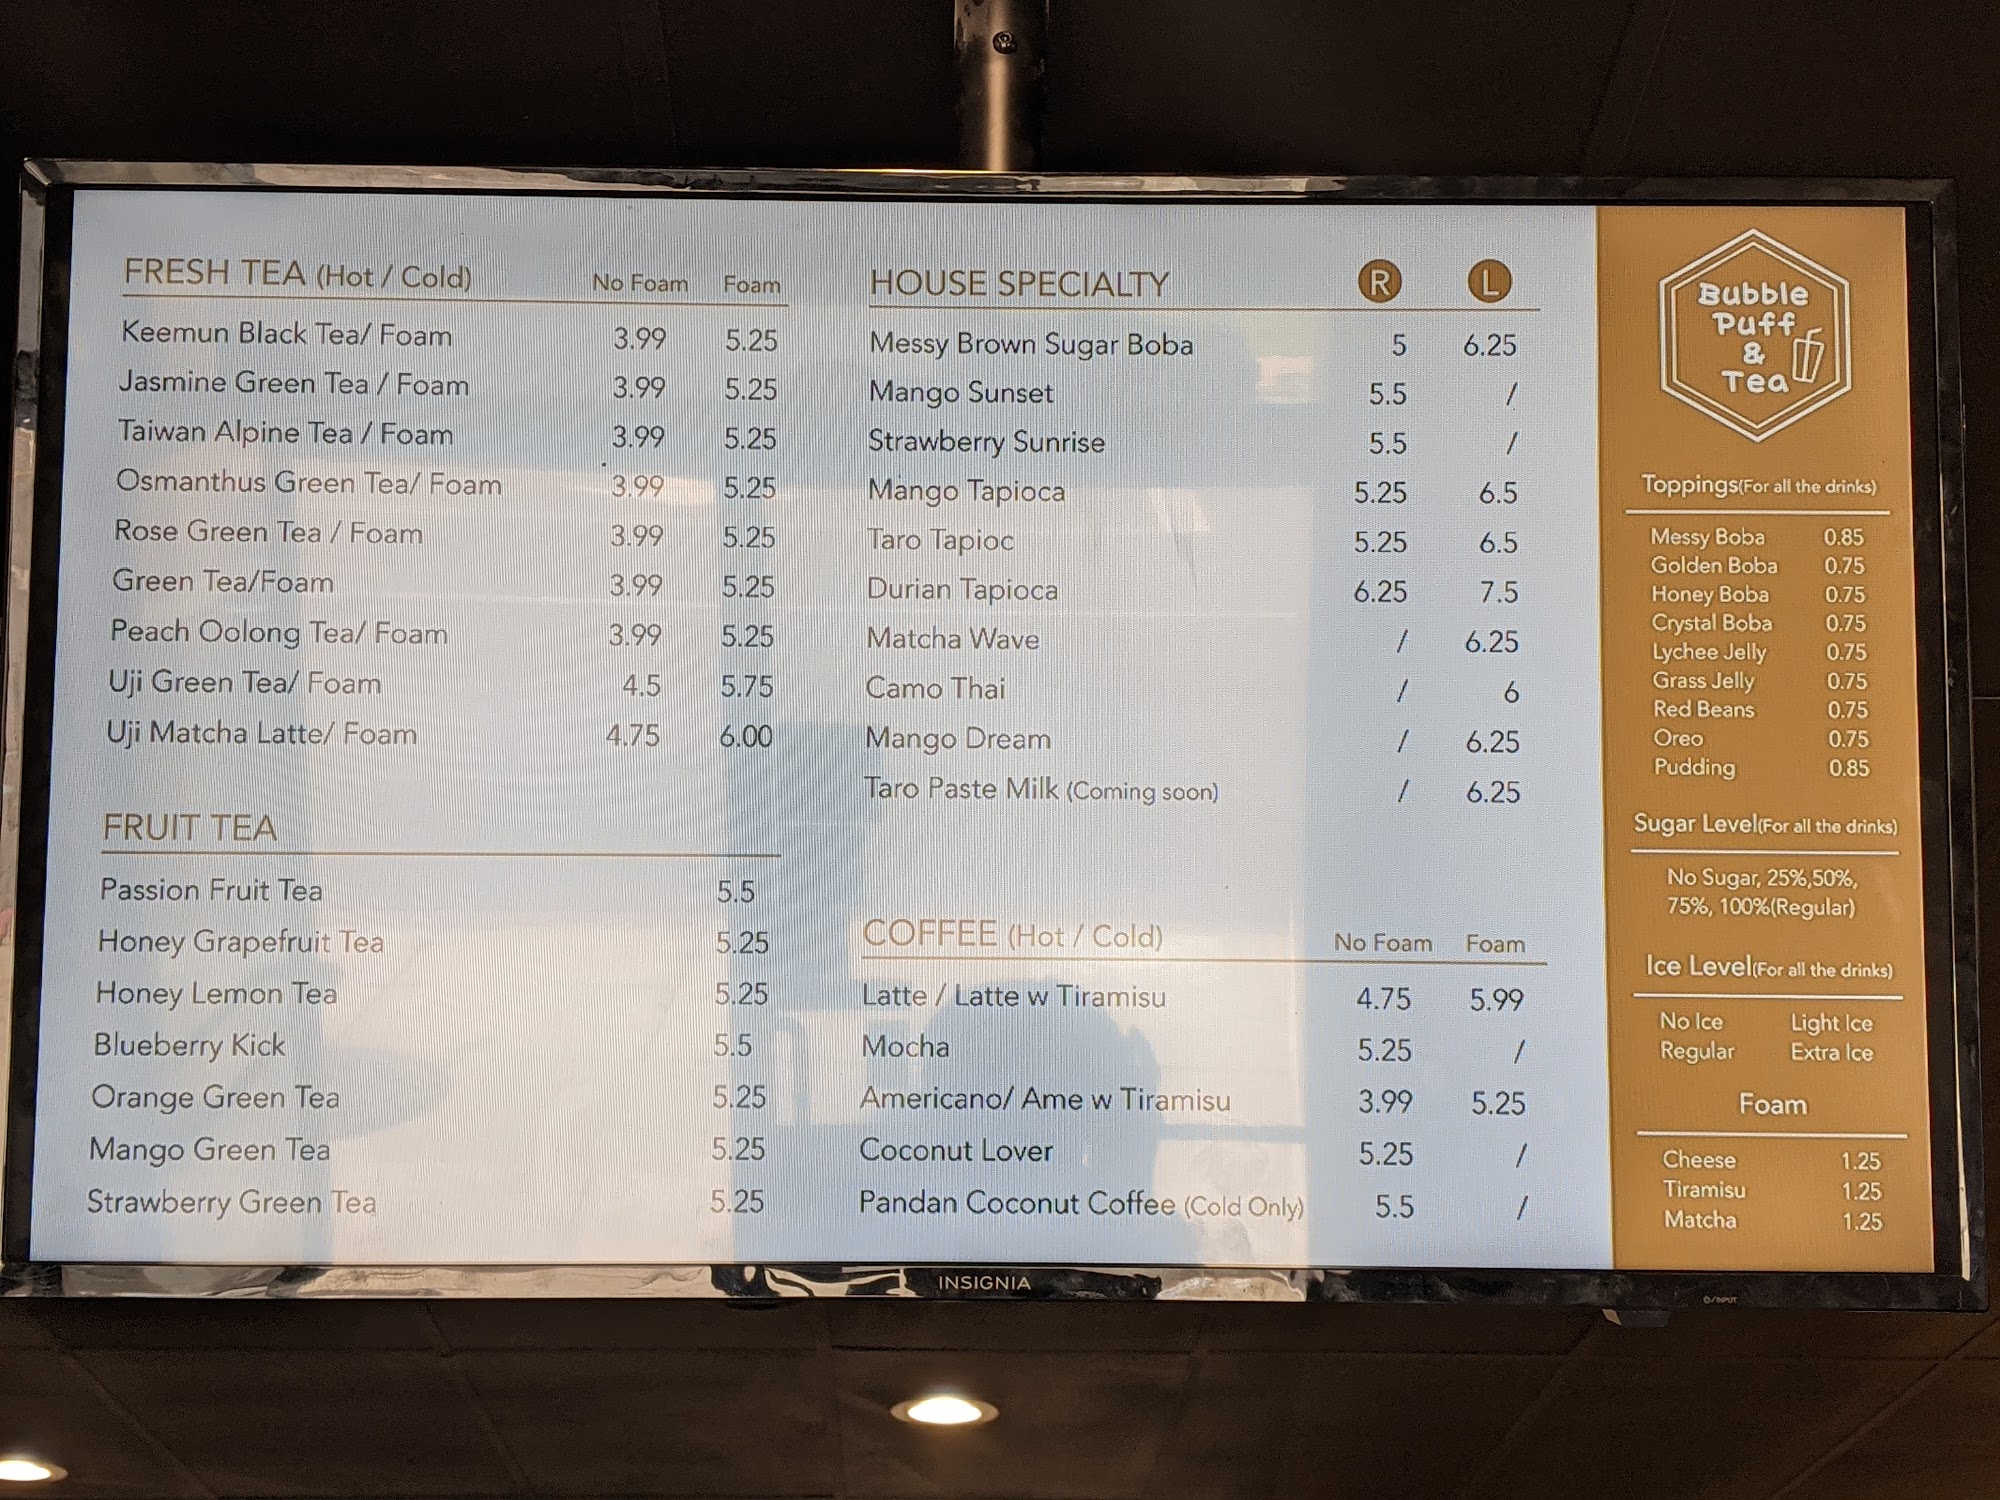 FRESH TEA (Hot / Cold) No Foam Foam
Keemun Black Tea/ Foam 3.99 5.25
Jasmine Green Tea / Foam 3.99 5.25
Taiwan Alpine Tea / Foam 3.99 5.25
Osmanthus Green Tea/ Foam 3.99 5.25
Rose Green Tea / Foam 3.99 5.25
Green Tea/Foam 3.99 5.25
Peach Oolong Tea/ Foam 3.99 5.25
Uji Green Tea/ Foam 4.5 5.75
Uji Matcha Latte/ Foam 4.75 6.00
FRUIT TEA
Passion Fruit Tea 5.5
Honey Grapefruit Tea 5.25
Honey Lemon Tea 5.25
Blueberry Kick 5.5
Orange Green Tea 5.25
Mango Green Tea 5.25
Strawberry Green Tea 5.25
HOUSE SPECIALTY R L
Messy Brown Sugar Boba 5 6.25
Mango Sunset 5.5 /
Strawberry Sunrise 5.5 /
Mango Tapioca 5.25 6.5
Taro Tapioc 5.25 6.5
Durian Tapioca 6.25 7.5
Matcha Wave / 6.25
Camo Thai / 6
Mango Dream / 6.25
Taro Paste Milk (Coming soon) / 6.25
COFFEE (Hot / Cold) No Foam Foam
Latte / Latte w Tiramisu 4.75 5.99
Mocha 5.25 /
Americano/ Ame w Tiramisu 3.99 5.25
Coconut Lover 5.25 /
Pandan Coconut Coffee (Cold Only) 5.5 /
Bubble
Puff
&
Tea
Toppings(For all the drinks)
Messy Boba 0.85
Golden Boba 0.75
Honey Boba 0.75
Crystal Boba 0.75
Lychee Jelly 0.75
Grass Jelly 0.75
Red Beans 0.75
Oreo 0.75
Pudding 0.85
Sugar Level(For all the drinks)
No Sugar, 25%,50%,
75%, 100%(Regular)
Ice Level(For all the drinks)
No Ice Light Ice
Regular Extra Ice
Foam
Cheese 1.25
Tiramisu 1.25
Matcha 1.25
INSIGNIA
/INPUT